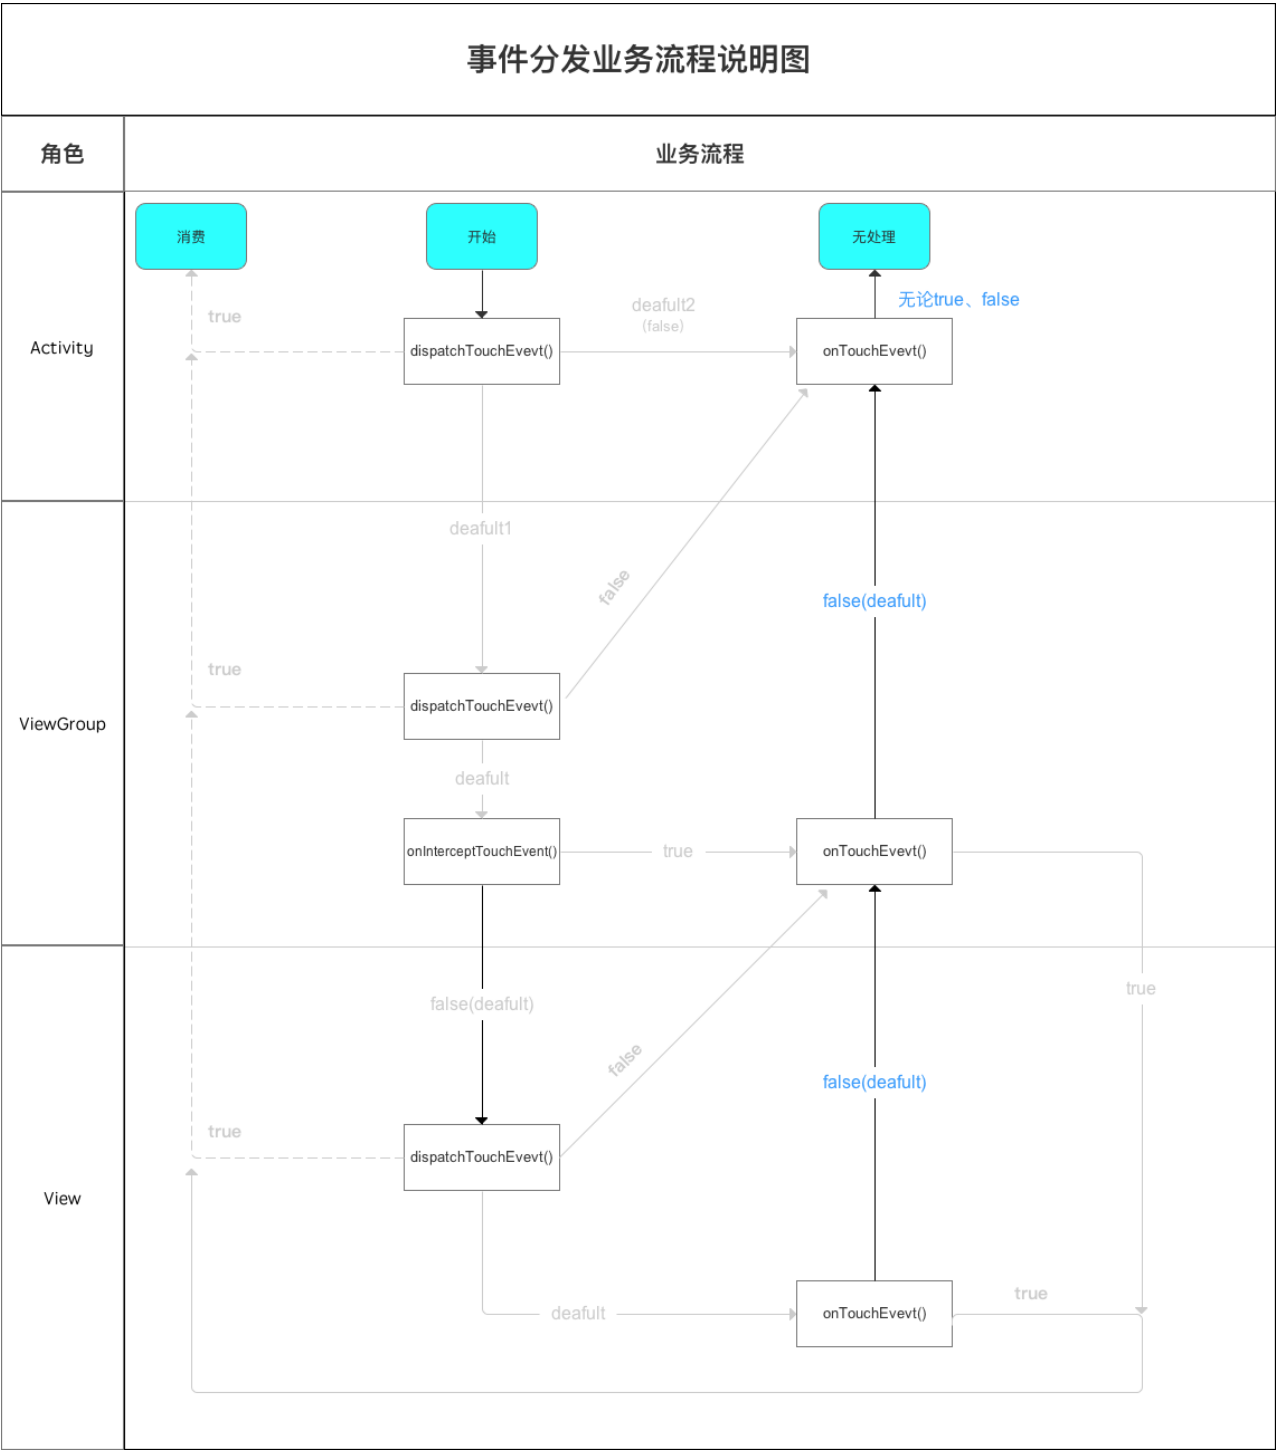 事件分发业务流程说明图
角色
业务流程
消费
开始
无处理
无论true、false
true
deafult2
(false)
Activity
dispatchTouchEvevt()
onTouchEvevt()
deafult1
false
false(deafult)
true
ViewGroup
dispatchTouchEvevt()
deafult
onInterceptTouchEvent()
true
onTouchEvevt()
true
false(deafult)
false
false(deafult)
true
dispatchTouchEvevt()
View
deafult
onTouchEvevt()
true